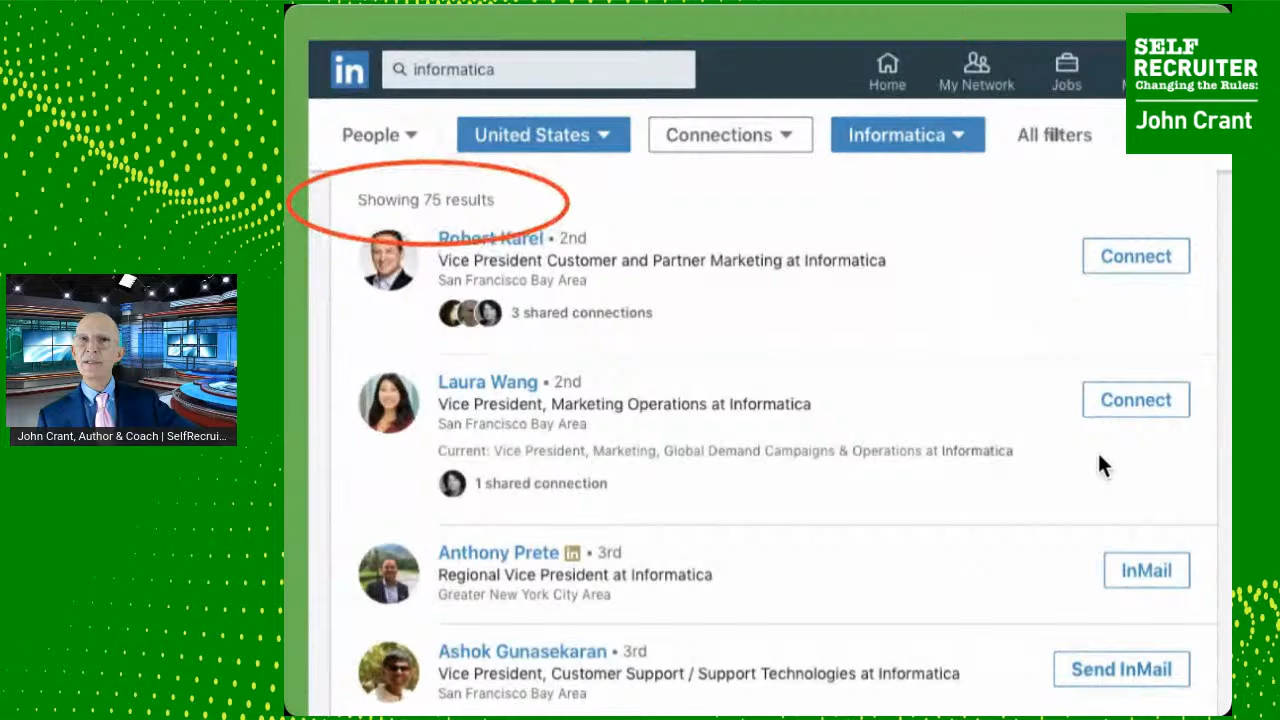 informatica
Home
My Network
Jobs
SELF
RECRUITER
Changing the Rules:
John Crant
People
United States
Connections
Informatica
All filters
Showing 75 results
Robert Karel • 2nd
Vice President Customer and Partner Marketing at Informatica
San Francisco Bay Area
3 shared connections
Connect
Laura Wang • 2nd
Vice President, Marketing Operations at Informatica
San Francisco Bay Area
Current: Vice President, Marketing, Global Demand Campaigns & Operations at Informatica
1 shared connection
Connect
John Crant, Author & Coach | SelfRecrui...
Anthony Prete in • 3rd
Regional Vice President at Informatica
Greater New York City Area
InMail
Ashok Gunasekaran • 3rd
Vice President, Customer Support / Support Technologies at Informatica
San Francisco Bay Area
Send InMail